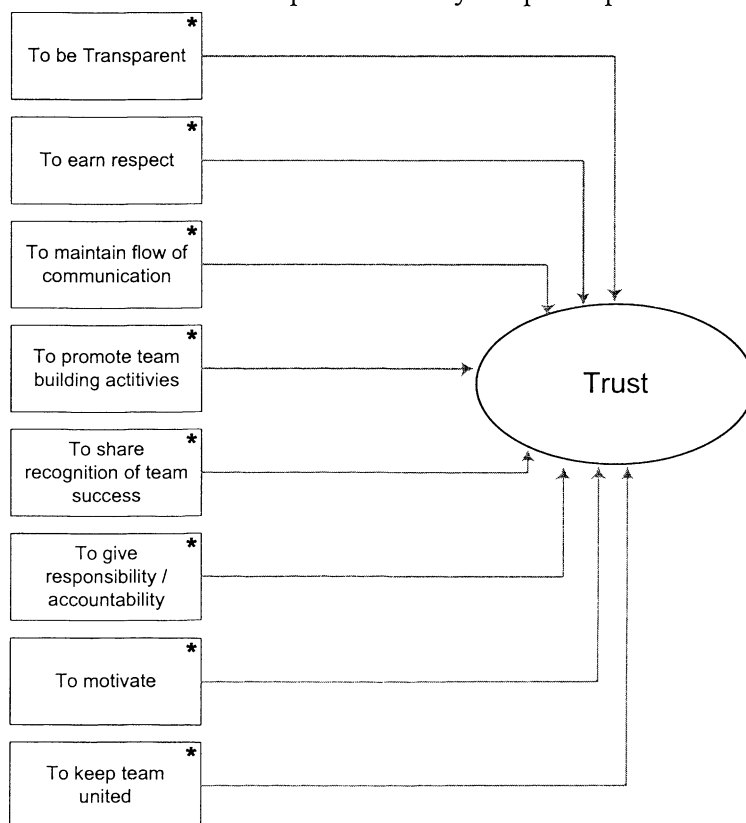 *
To be Transparent
*
To earn respect
*
To maintain flow of
communication
*
To promote team
building actitivies
Trust
*
To share
recognition of team
success
*
To give
responsibility /
accountability
*
To motivate
*
To keep team
united